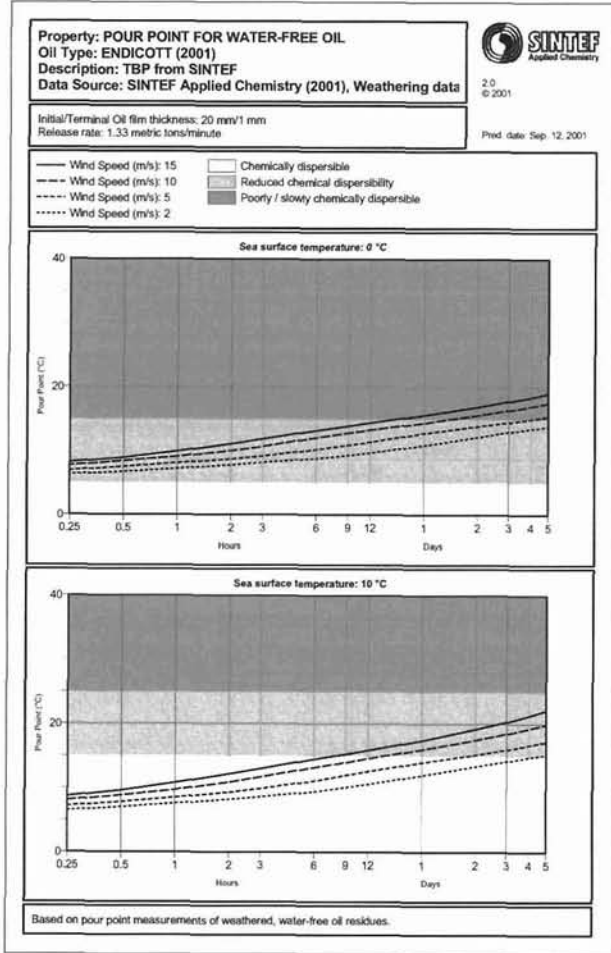 Property: POUR POINT FOR WATER-FREE OIL
Oil Type: ENDICOTT (2001)
Description: TBP from SINTEF
Data Source: SINTEF Applied Chemistry (2001), Weathering data
SINTEF
Applied Chemistry
2.0
© 2001
Initial/Terminal Oil film thickness: 20 mm/1 mm
Release rate: 1.33 metric tons/minute
Pred. date: Sep. 12, 2001
Wind Speed (m/s): 15
Wind Speed (m/s): 10
Wind Speed (m/s): 5
Wind Speed (m/s): 2
Chemically dispersible
Reduced chemical dispersibility
Poorly / slowly chemically dispersible
Sea surface temperature: 0 °C
Pour Point (°C)
40
20
0
0.25 0.5 1 2 3 6 9 12 1 2 3 4 5
Hours Days
Sea surface temperature: 10 °C
Pour Point (°C)
40
20
0
0.25 0.5 1 2 3 6 9 12 1 2 3 4 5
Hours Days
Based on pour point measurements of weathered, water-free oil residues.